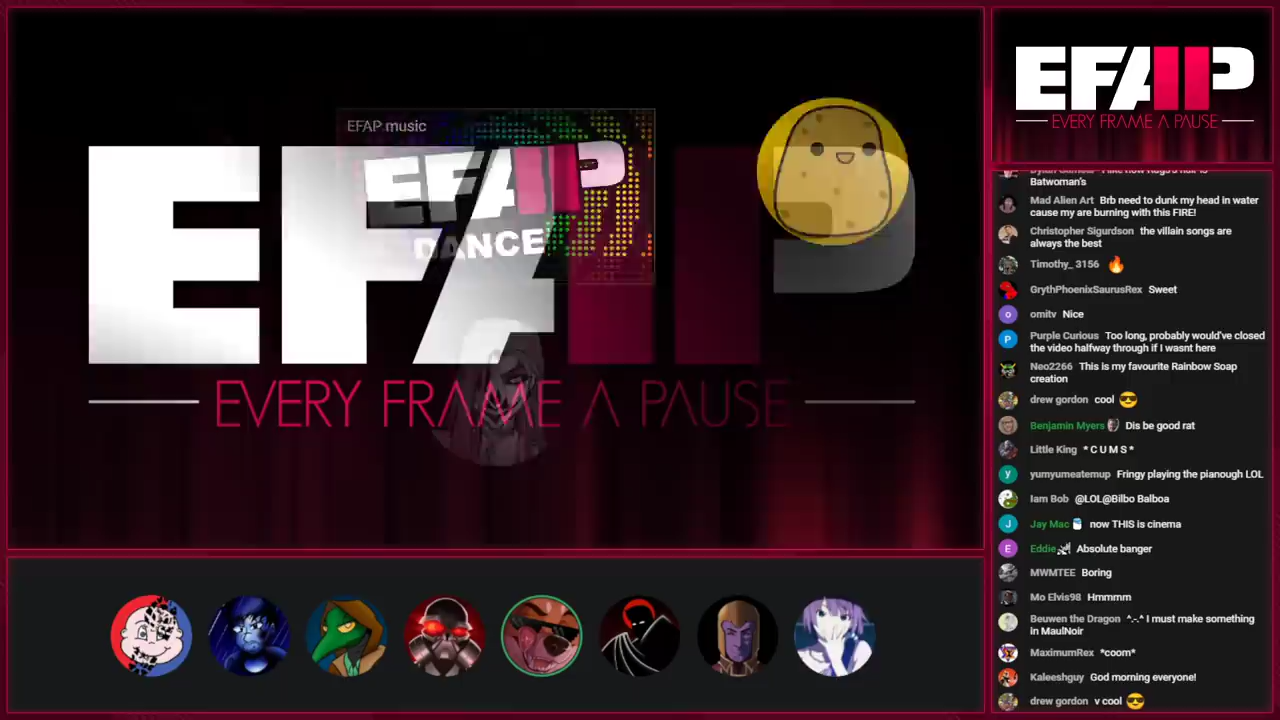 EFAP music
EFAP
DANCE
EFAP
EVERY FRAME A PAUSE
EFAP
EVERY FRAME A PAUSE
Batwoman's
Mad Alien Art Brb need to dunk my head in water
cause my are burning with this FIRE!
Christopher Sigurdson the villain songs are
always the best
Timothy_ 3156 🔥
GrythPhoenixSaurusRex Sweet
omitv Nice
Purple Curious Too long, probably would've closed
the video halfway through if I wasnt here
Neo2266 This is my favourite Rainbow Soap
creation
drew gordon cool 😎
Benjamin Myers Dis be good rat
Little King * C U M S *
yumyumeatemup Fringy playing the pianough LOL
Iam Bob @LOL@Bilbo Balboa
Jay Mac now THIS is cinema
Eddie Absolute banger
MWMTEE Boring
Mo Elvis98 Hmmmm
Beuwen the Dragon ^-.-^ I must make something
in MaulNoir
MaximumRex *coom*
Kaleeshguy God morning everyone!
drew gordon v cool 😎